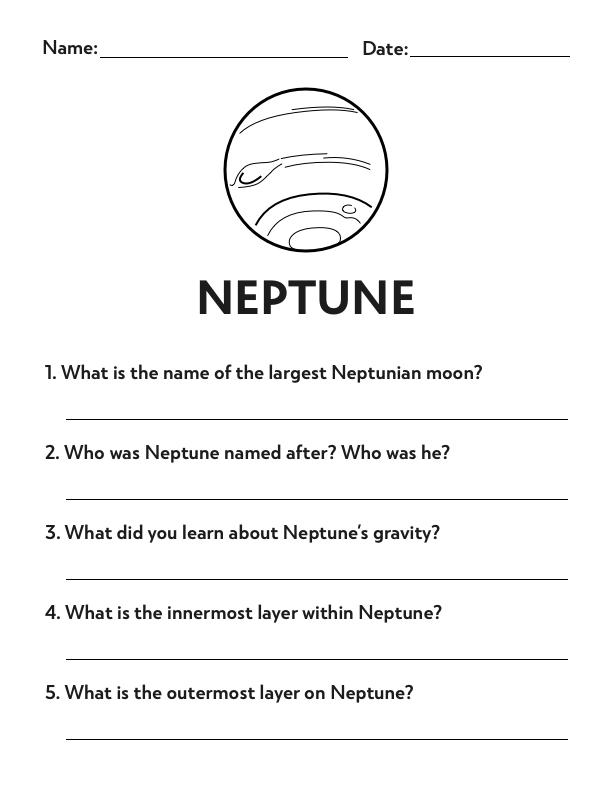 Name: Date:
NEPTUNE
1. What is the name of the largest Neptunian moon?
2. Who was Neptune named after? Who was he?
3. What did you learn about Neptune's gravity?
4. What is the innermost layer within Neptune?
5. What is the outermost layer on Neptune?